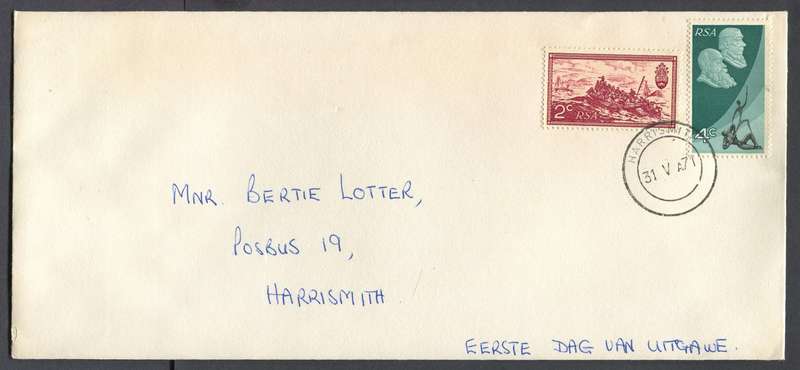 RSA
2c
RSA
4c
HARRISMITH
31 V 71
MNR. BERTIE LOTTER,
POSBUS 19,
HARRISMITH.
EERSTE DAG VAN UITGAWE.